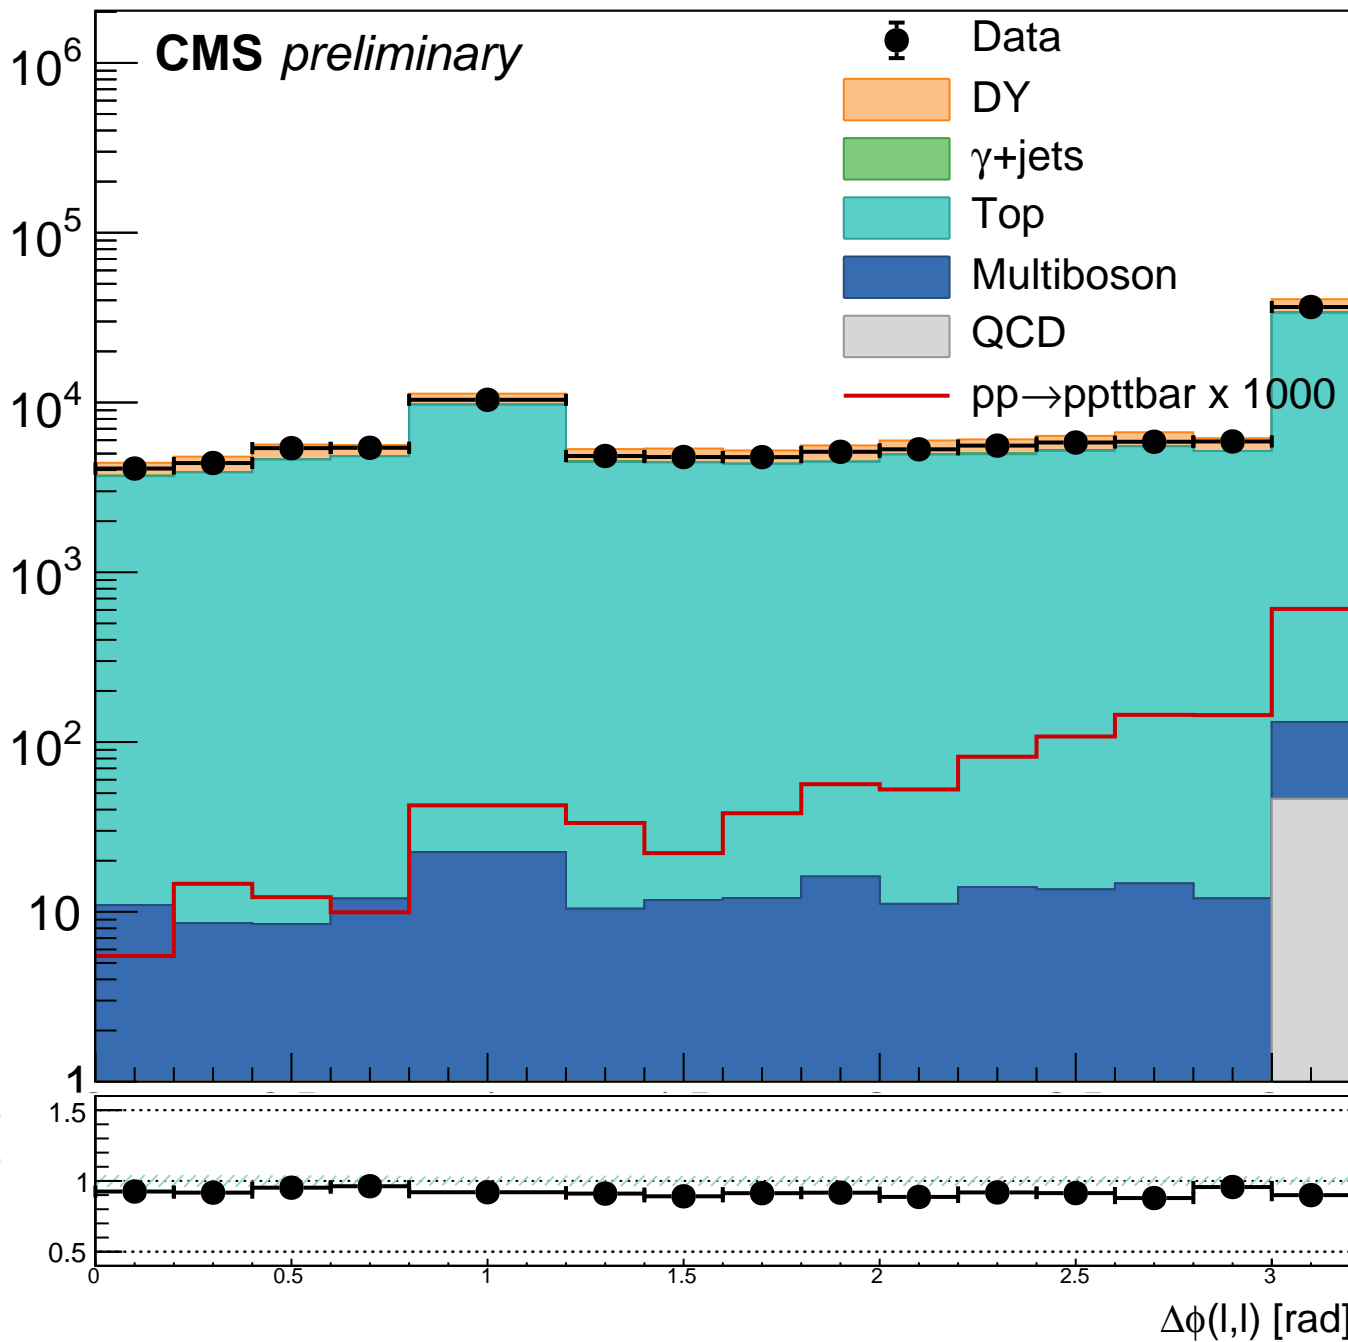 CMS preliminary
Data
DY
γ+jets
Top
Multiboson
QCD
pp→ppttbar x 1000
10^6
10^5
10^4
10^3
10^2
10
1
1.5
1
0.5
0 0.5 1 1.5 2 2.5 3
Δϕ(l,l) [rad]